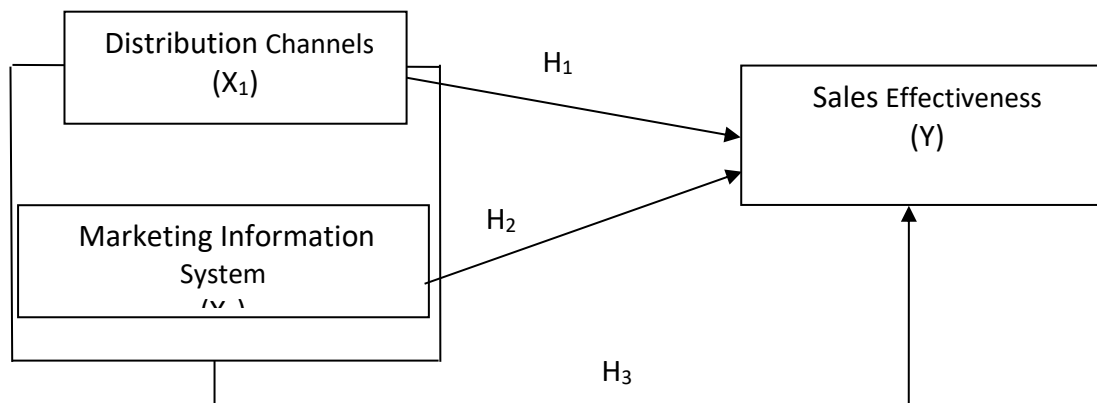 Distribution Channels
(X₁)
H₁
Sales Effectiveness
(Y)
Marketing Information
System
H₂
H₃